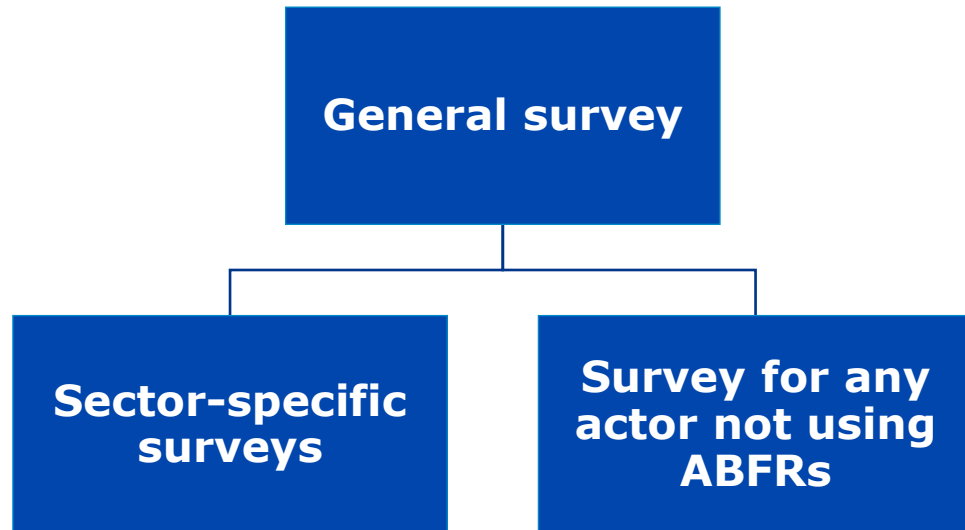 General survey
Sector-specific
surveys
Survey for any
actor not using
ABFRs